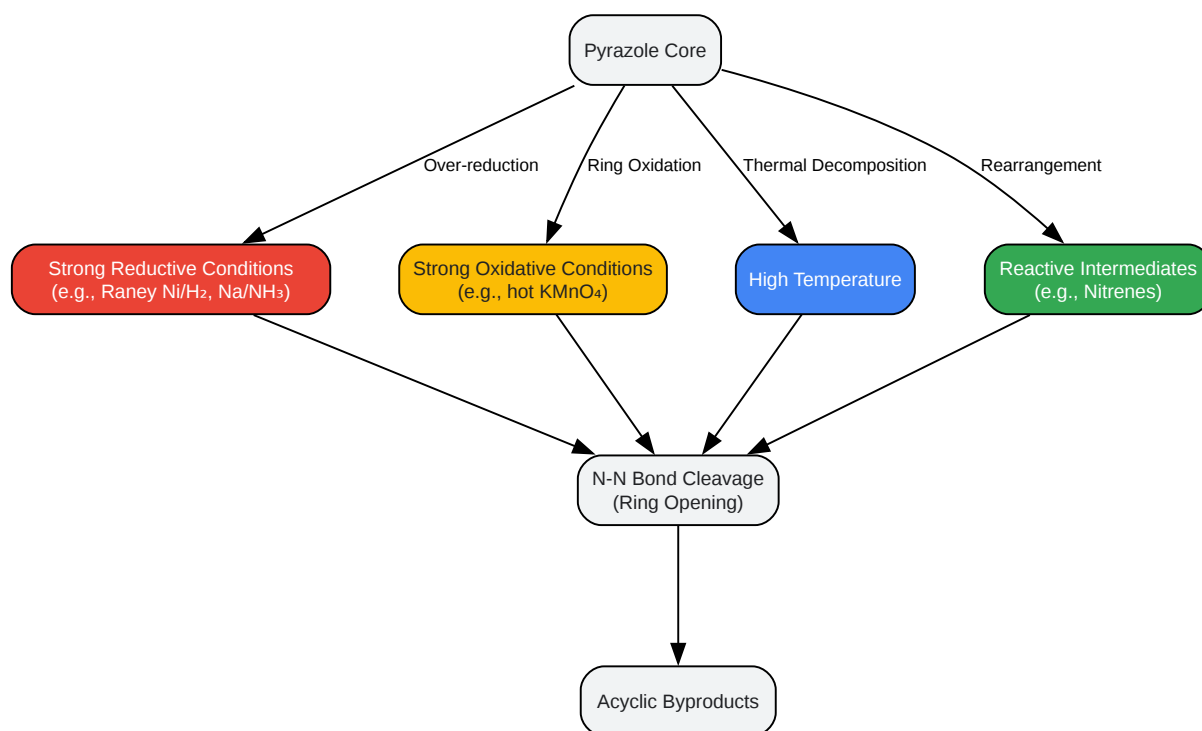 Pyrazole Core
Over-reduction
Ring Oxidation
Thermal Decomposition
Rearrangement
Strong Reductive Conditions
(e.g., Raney Ni/H₂, Na/NH₃)
Strong Oxidative Conditions
(e.g., hot KMnO₄)
High Temperature
Reactive Intermediates
(e.g., Nitrenes)
N-N Bond Cleavage
(Ring Opening)
Acyclic Byproducts